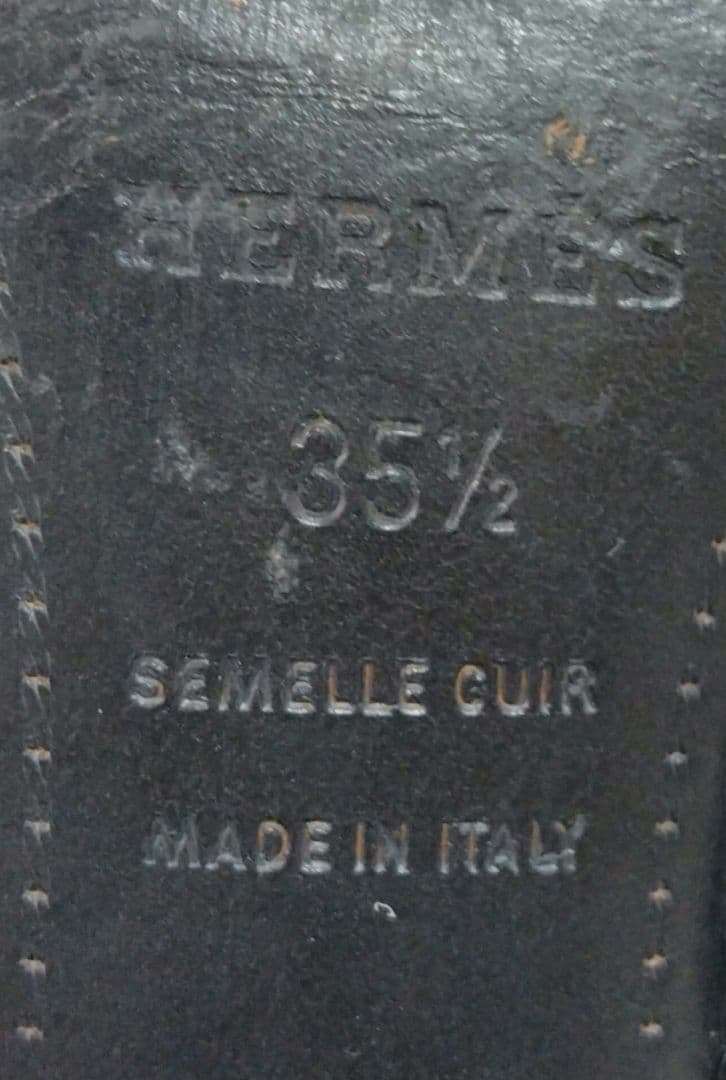 HERMÈS
35½
SEMELLE CUIR
MADE IN ITALY